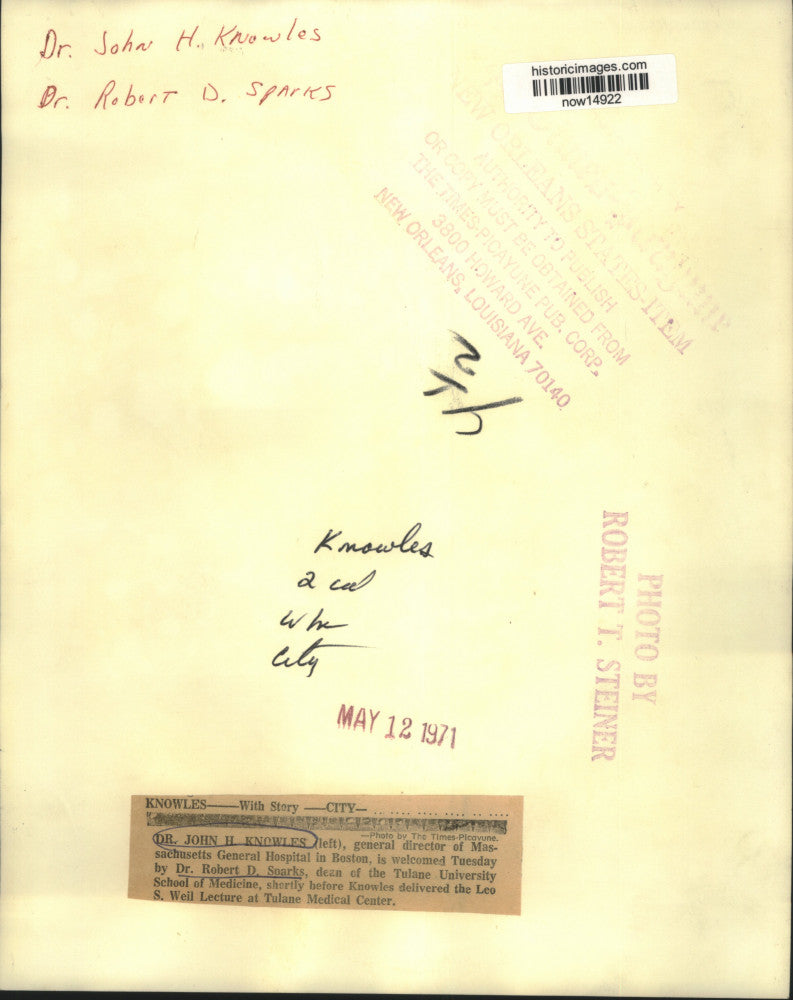 Dr. John H. Knowles
Dr. Robert D. Sparks
historicimages.com
now14922
NEW ORLEANS STATES-ITEM
AUTHORITY TO PUBLISH
OR COPY MUST BE OBTAINED FROM
THE TIMES-PICAYUNE PUB. CORP.
3800 HOWARD AVE.
NEW ORLEANS, LOUISIANA 70140
Knowles
2 col
City
PHOTO BY
ROBERT T. STEINER
MAY 12 1971
KNOWLES——With Story——CITY—
—Photo by The Times-Picayune.
DR. JOHN H. KNOWLES (left), general director of Mas-
sachusetts General Hospital in Boston, is welcomed Tuesday
by Dr. Robert D. Sparks, dean of the Tulane University
School of Medicine, shortly before Knowles delivered the Leo
S. Weil Lecture at Tulane Medical Center.